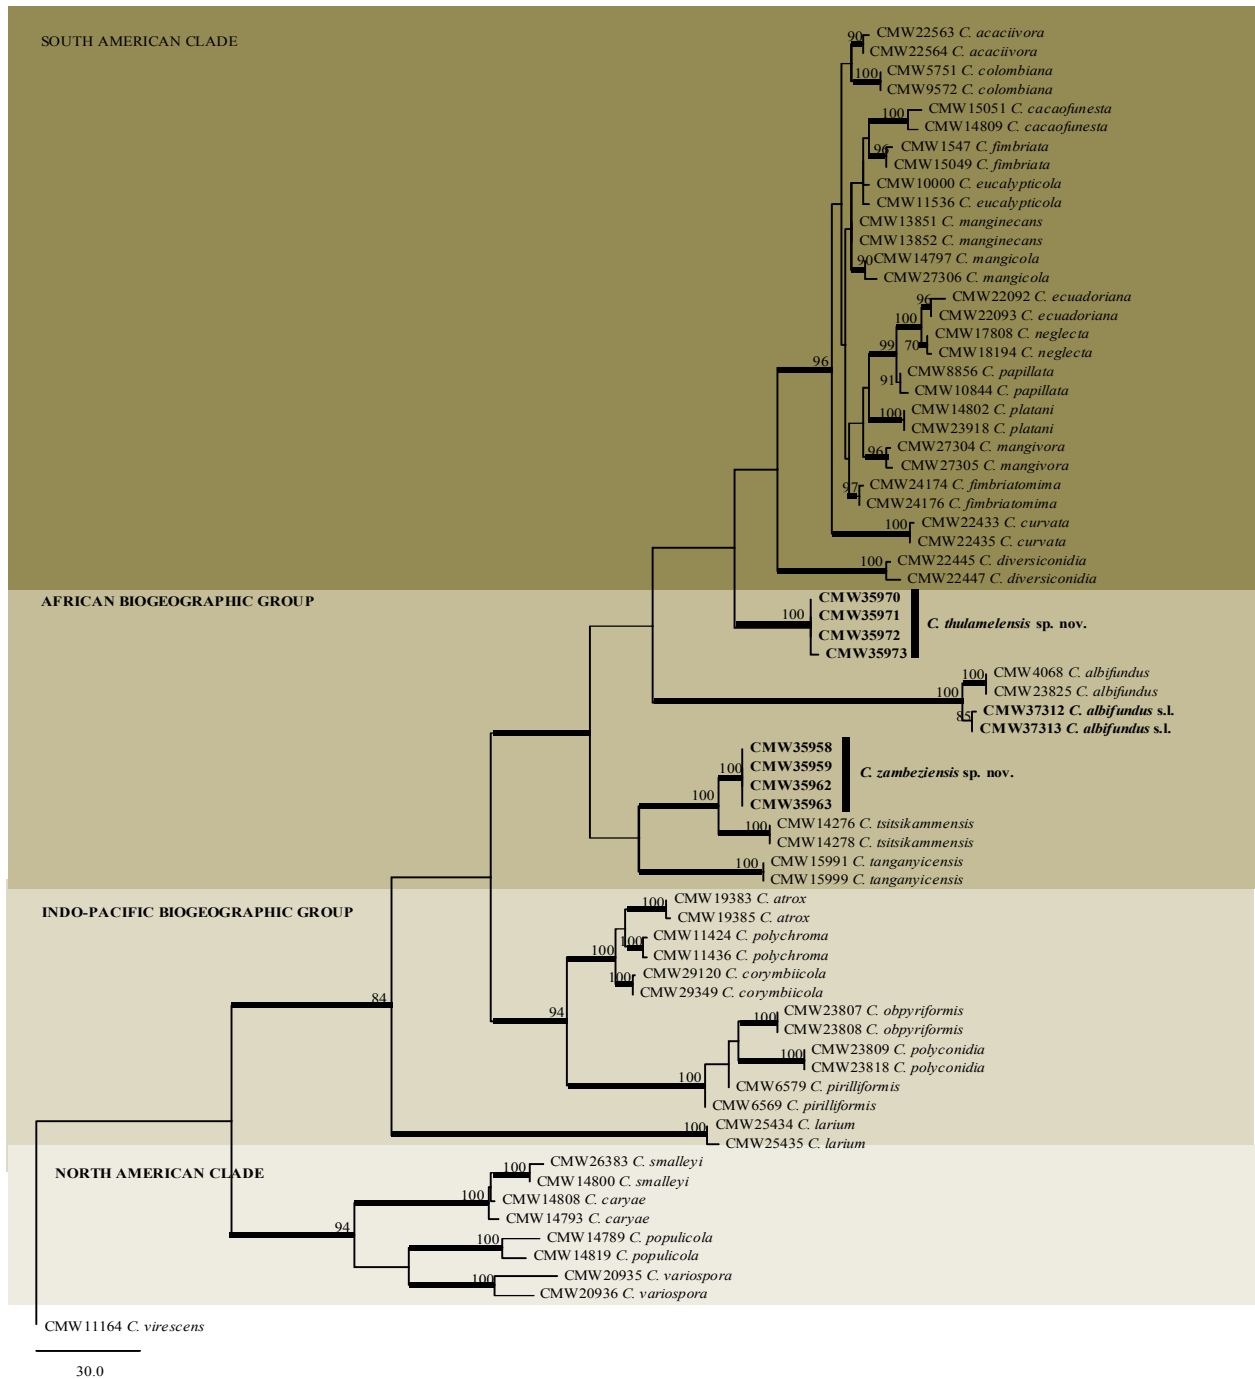 SOUTH AMERICAN CLADE
90
CMW22563 C. acaciivora
CMW22564 C. acaciivora
100
CMW5751 C. colombiana
CMW9572 C. colombiana
100
CMW15051 C. cacaofunesta
CMW14809 C. cacaofunesta
96
CMW1547 C. fimbriata
CMW15049 C. fimbriata
CMW10000 C. eucalypticola
CMW11536 C. eucalypticola
CMW13851 C. manginecans
CMW13852 C. manginecans
90
CMW14797 C. mangicola
CMW27306 C. mangicola
96
CMW22092 C. ecuadoriana
CMW22093 C. ecuadoriana
100
CMW17808 C. neglecta
99
70
CMW18194 C. neglecta
96
CMW8856 C. papillata
91
CMW10844 C. papillata
100
CMW14802 C. platani
CMW23918 C. platani
96
CMW27304 C. mangivora
CMW27305 C. mangivora
97
CMW24174 C. fimbriatomima
CMW24176 C. fimbriatomima
100
CMW22433 C. curvata
CMW22435 C. curvata
100
CMW22445 C. diversiconidia
CMW22447 C. diversiconidia
AFRICAN BIOGEOGRAPHIC GROUP
CMW35970
100
CMW35971
C. thulamelensis sp. nov.
CMW35972
CMW35973
100
CMW4068 C. albifundus
100
CMW23825 C. albifundus
85
CMW37312 C. albifundus s.l.
CMW37313 C. albifundus s.l.
CMW35958
100
CMW35959
C. zambeziensis sp. nov.
CMW35962
100
CMW35963
100
CMW14276 C. tsitsikammensis
CMW14278 C. tsitsikammensis
100
CMW15991 C. tanganyicensis
CMW15999 C. tanganyicensis
INDO-PACIFIC BIOGEOGRAPHIC GROUP
100
CMW19383 C. atrox
CMW19385 C. atrox
100
100
CMW11424 C. polychroma
CMW11436 C. polychroma
100
CMW29120 C. corymbiicola
CMW29349 C. corymbiicola
84
94
100
CMW23807 C. obpyriformis
CMW23808 C. obpyriformis
100
CMW23809 C. polyconidia
CMW23818 C. polyconidia
100
CMW6579 C. pirilliformis
CMW6569 C. pirilliformis
100
CMW25434 C. larium
CMW25435 C. larium
NORTH AMERICAN CLADE
100
CMW26383 C. smalleyi
CMW14800 C. smalleyi
100
CMW14808 C. caryae
CMW14793 C. caryae
94
100
CMW14789 C. populicola
CMW14819 C. populicola
100
CMW20935 C. variospora
CMW20936 C. variospora
CMW11164 C. virescens
30.0